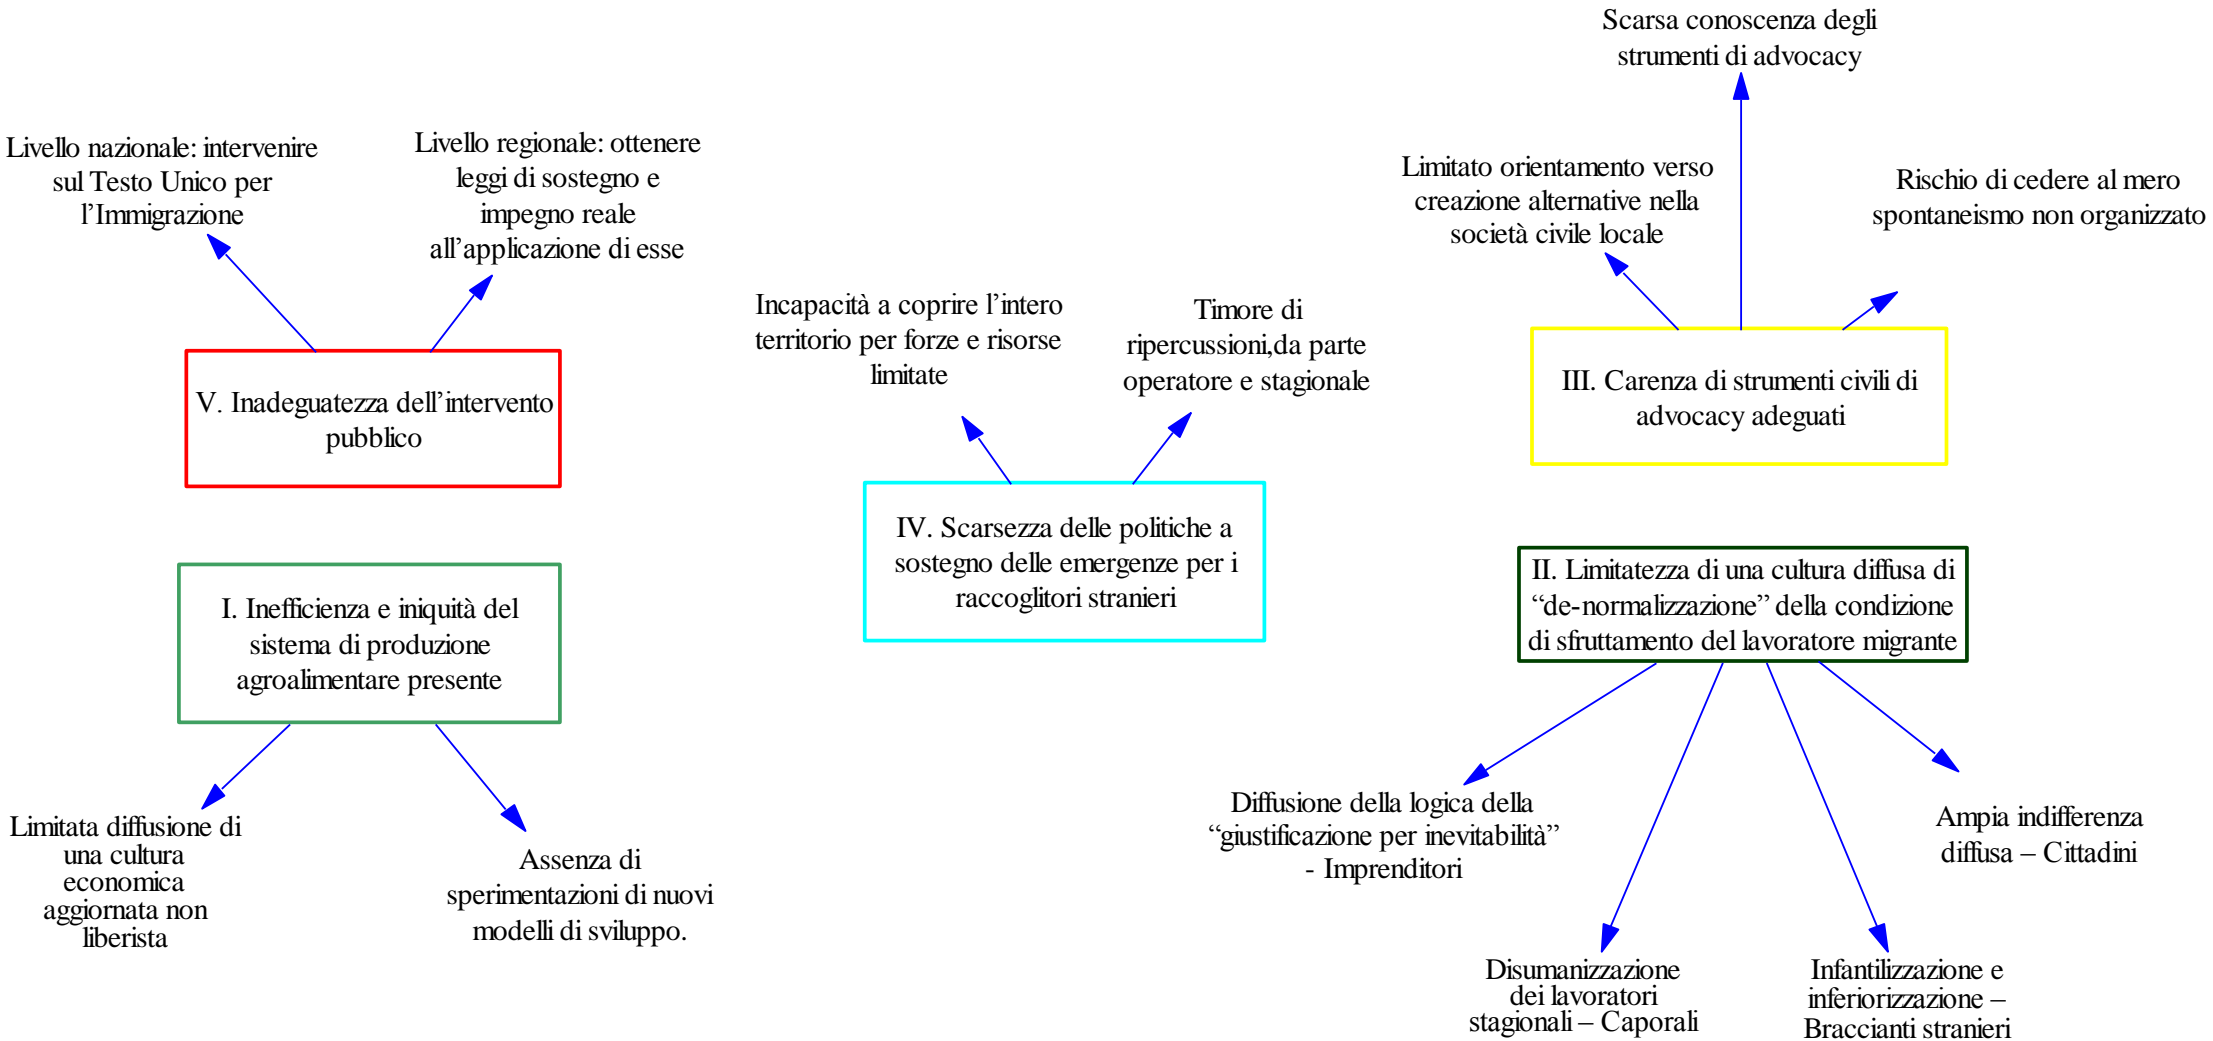 Scarsa conoscenza degli
strumenti di advocacy
Livello nazionale: intervenire
sul Testo Unico per
l’Immigrazione
Livello regionale: ottenere
leggi di sostegno e
impegno reale
all’applicazione di esse
Limitato orientamento verso
creazione alternative nella
società civile locale
Rischio di cedere al mero
spontaneismo non organizzato
Incapacità a coprire l’intero
territorio per forze e risorse
limitate
Timore di
ripercussioni,da parte
operatore e stagionale
V. Inadeguatezza dell’intervento
pubblico
III. Carenza di strumenti civili di
advocacy adeguati
IV. Scarsezza delle politiche a
sostegno delle emergenze per i
raccoglitori stranieri
I. Inefficienza e iniquità del
sistema di produzione
agroalimentare presente
II. Limitatezza di una cultura diffusa di
“de-normalizzazione” della condizione
di sfruttamento del lavoratore migrante
Limitata diffusione di
una cultura
economica
aggiornata non
liberista
Assenza di
sperimentazioni di nuovi
modelli di sviluppo.
Diffusione della logica della
“giustificazione per inevitabilità”
- Imprenditori
Ampia indifferenza
diffusa – Cittadini
Disumanizzazione
dei lavoratori
stagionali – Caporali
Infantilizzazione e
inferiorizzazione –
Braccianti stranieri